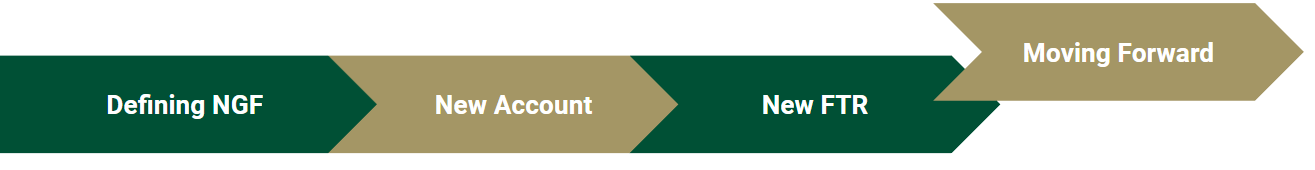 Defining NGF
New Account
New FTR
Moving Forward